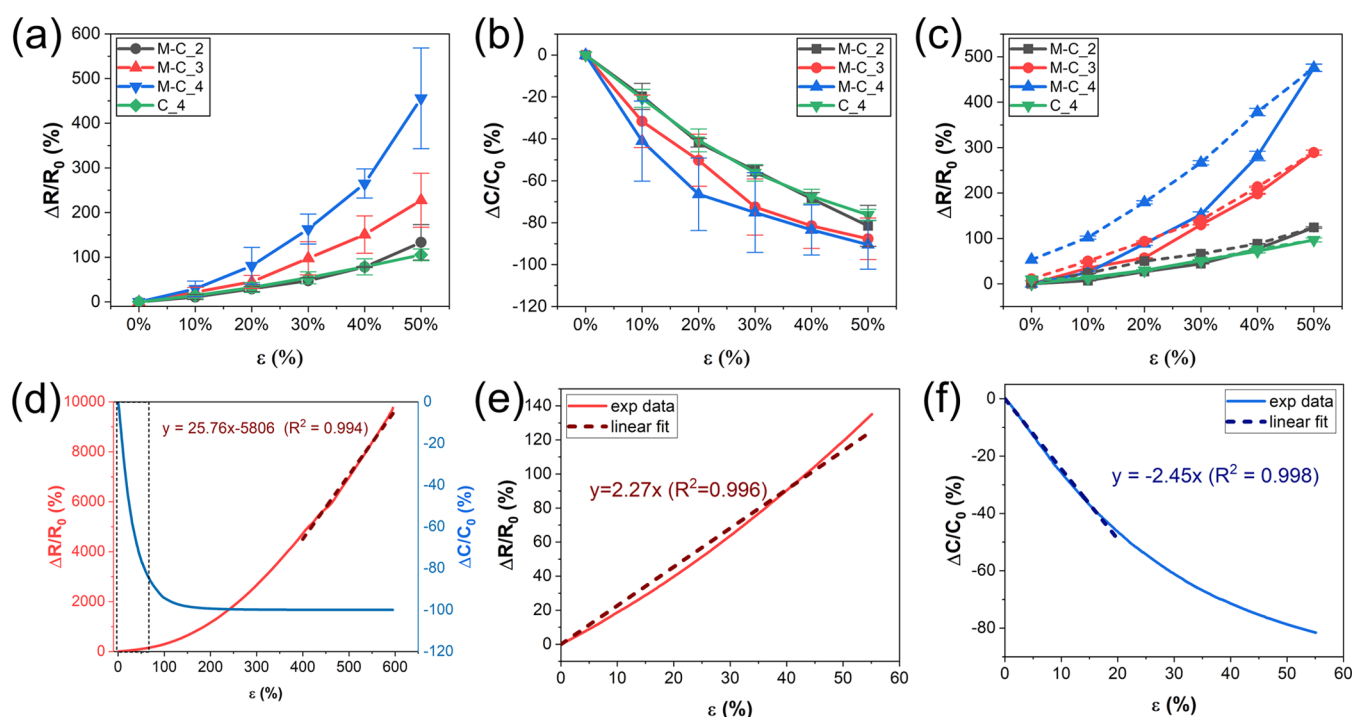 (a)
600
500
400
300
200
100
0
ΔR/R0 (%)
M-C_2
M-C_3
M-C_4
C_4
0% 10% 20% 30% 40% 50%
ε (%)
(b)
0
-20
-40
-60
-80
-100
-120
ΔC/C0 (%)
M-C_2
M-C_3
M-C_4
C_4
0% 10% 20% 30% 40% 50%
ε (%)
(c)
500
400
300
200
100
0
ΔR/R0 (%)
M-C_2
M-C_3
M-C_4
C_4
0% 10% 20% 30% 40% 50%
ε (%)
(d)
10000
8000
6000
4000
2000
0
ΔR/R0 (%)
y = 25.76x-5806 (R2 = 0.994)
0
-20
-40
-60
-80
-100
-120
ΔC/C0 (%)
0 100 200 300 400 500 600
ε (%)
(e)
140
120
100
80
60
40
20
0
ΔR/R0 (%)
exp data
linear fit
y=2.27x (R2=0.996)
0 10 20 30 40 50 60
ε (%)
(f)
0
-20
-40
-60
-80
ΔC/C0 (%)
exp data
linear fit
y = -2.45x (R2 = 0.998)
0 10 20 30 40 50 60
ε (%)